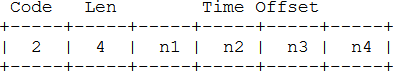 Code Len Time Offset
+-----+-----+-----+-----+-----+-----+
| 2 | 4 | n1 | n2 | n3 | n4 |
+-----+-----+-----+-----+-----+-----+